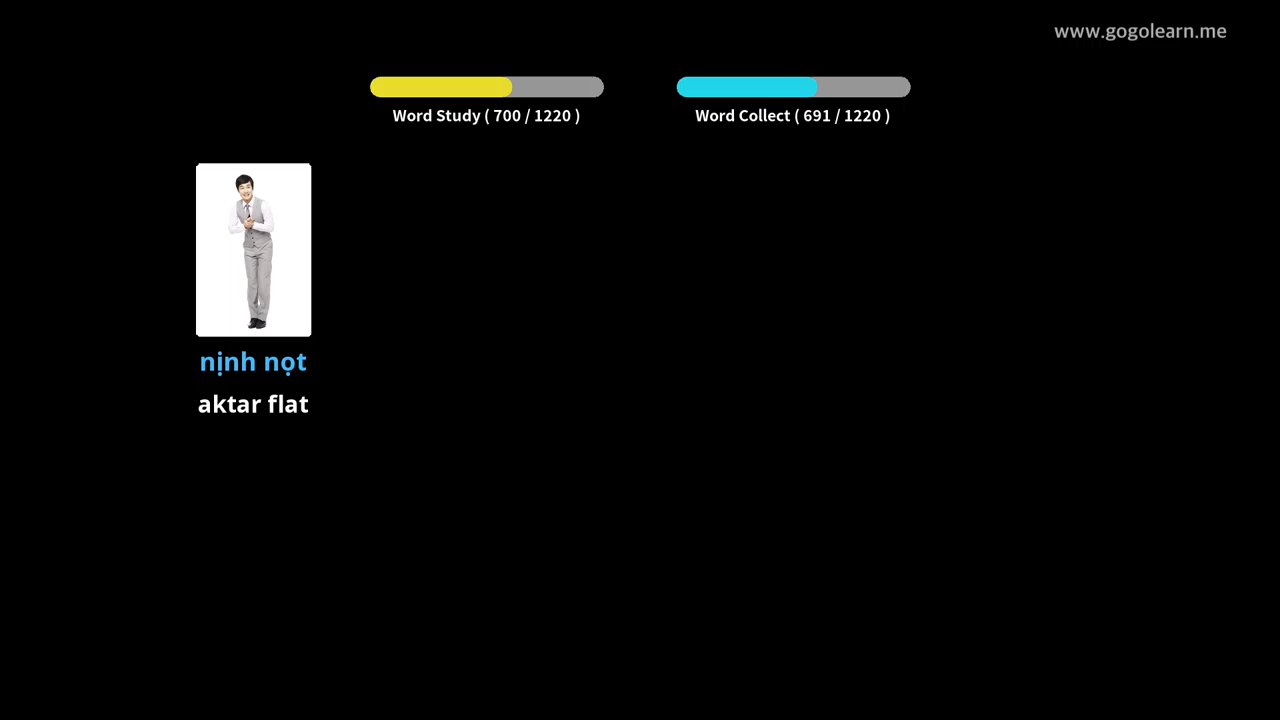 www.gogolearn.me
Word Study ( 700 / 1220 )
Word Collect ( 691 / 1220 )
nịnh nọt
aktar flat